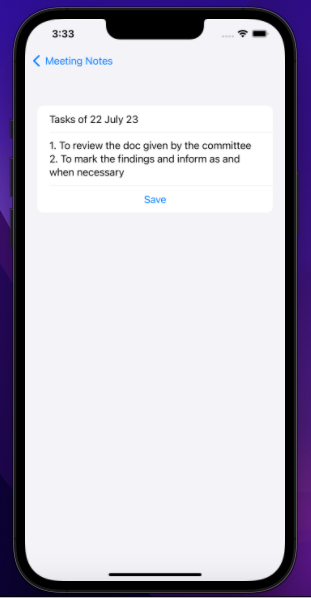 3:33
Meeting Notes
Tasks of 22 July 23
1. To review the doc given by the committee
2. To mark the findings and inform as and
when necessary
Save